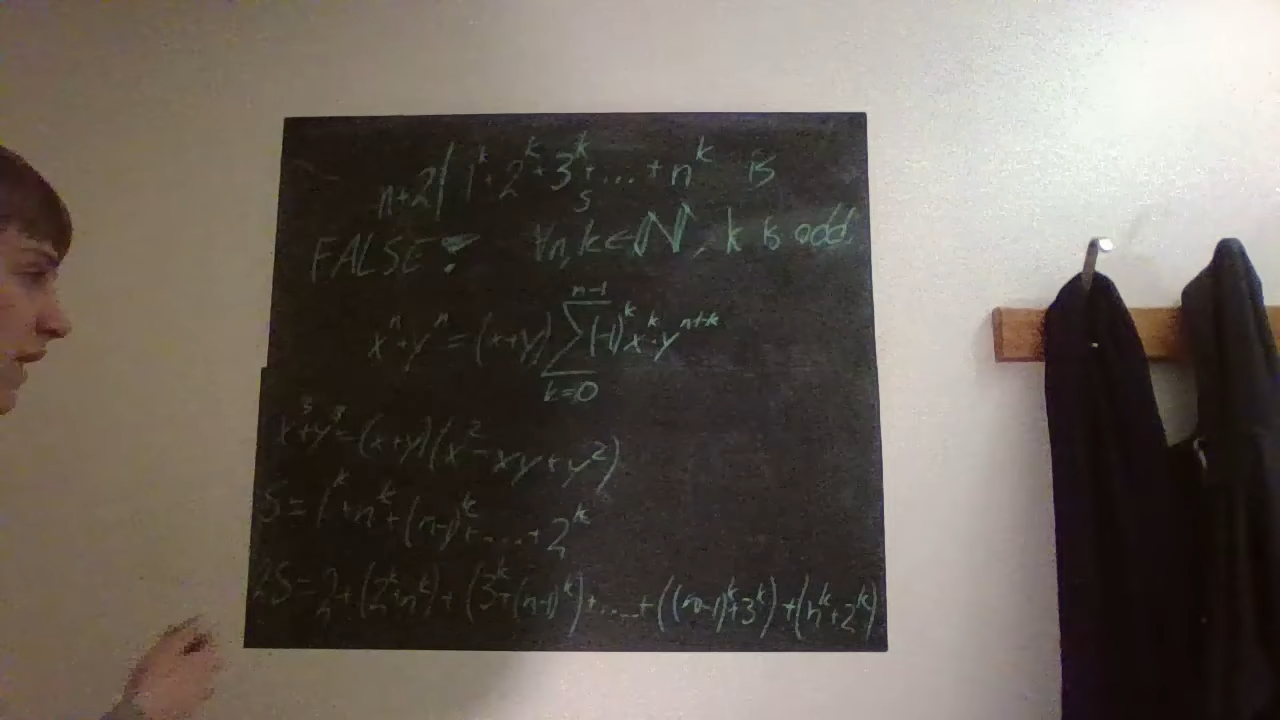 n+2 | 1^k + 2^k + 3^k + ... + n^k is
S
FALSE! ∀n,k∈ℕ, k is odd.
x^n + y^n = (x+y) ∑_{k=0}^{n-1} (-1)^k x^k · y^{n-1-k}
x^3 + y^3 = (x+y)(x^2 - xy + y^2)
S = 1^k + n^k + (n-1)^k + ... + 2^k
2S = 2 + (2^k + n^k) + (3^k + (n-1)^k) + ... + ((n-1)^k + 3^k) + (n^k + 2^k)